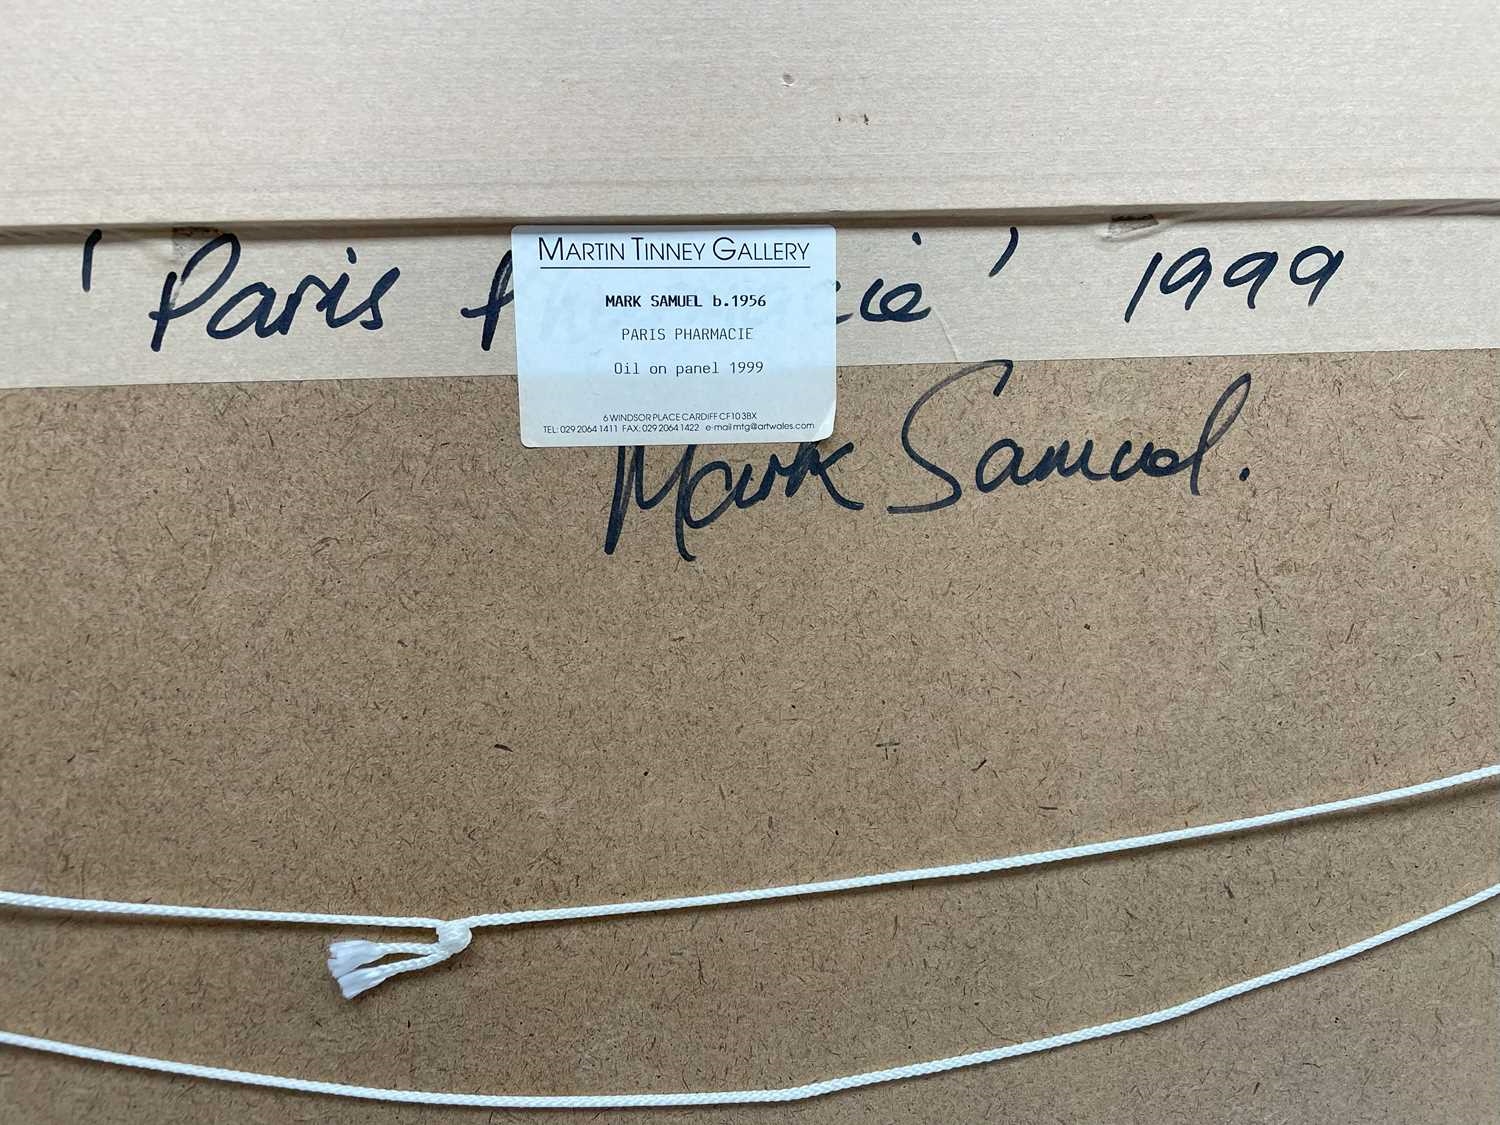 'Paris P cie' 1999
MARTIN TINNEY GALLERY
MARK SAMUEL b.1956
PARIS PHARMACIE
Oil on panel 1999
6 WINDSOR PLACE CARDIFF CF10 3BX
TEL: 029 2064 1411 FAX: 029 2064 1422 e-mail mtg@artwales.com
Mark Samuel.